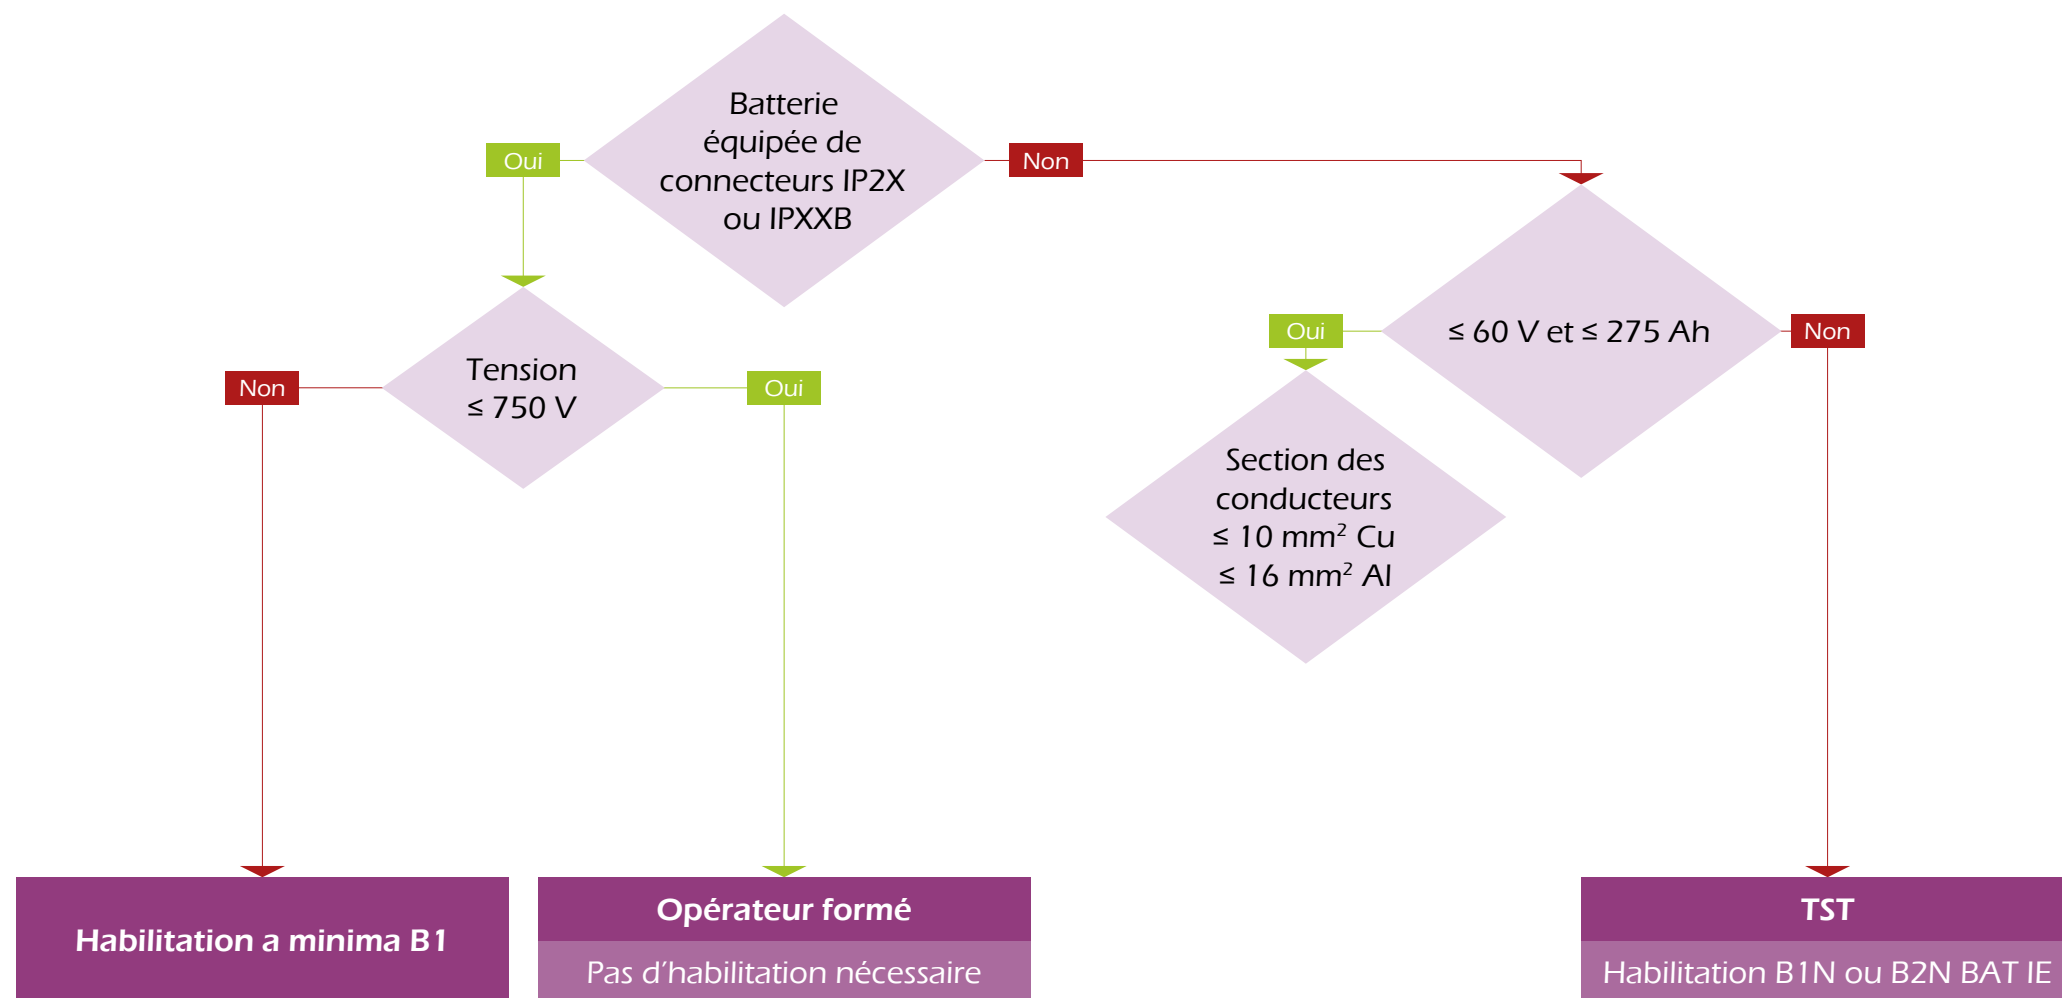 Batterie
équipée de
connecteurs IP2X
ou IPXXB
Oui
Non
Tension
≤ 750 V
Non
Oui
≤ 60 V et ≤ 275 Ah
Oui
Non
Section des
conducteurs
≤ 10 mm² Cu
≤ 16 mm² Al
Habilitation a minima B1
Opérateur formé
Pas d’habilitation nécessaire
TST
Habilitation B1N ou B2N BAT IE